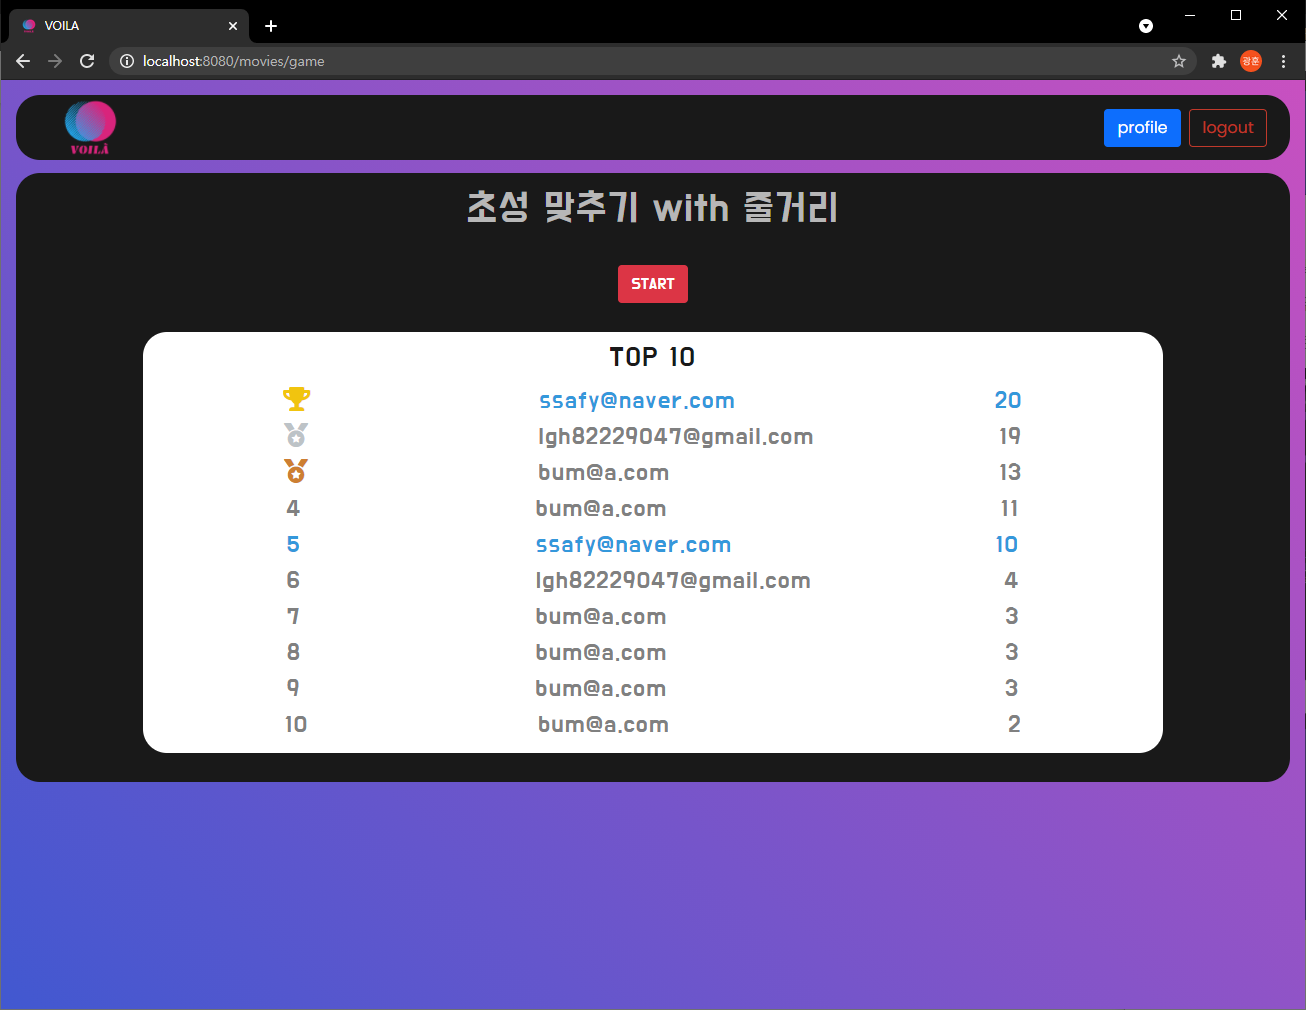 VOILA
localhost:8080/movies/game
광훈
VOILÀ
profile logout
초성 맞추기 with 줄거리
START
TOP 10
ssafy@naver.com 20
lgh82229047@gmail.com 19
bum@a.com 13
4 bum@a.com 11
5 ssafy@naver.com 10
6 lgh82229047@gmail.com 4
7 bum@a.com 3
8 bum@a.com 3
9 bum@a.com 3
10 bum@a.com 2